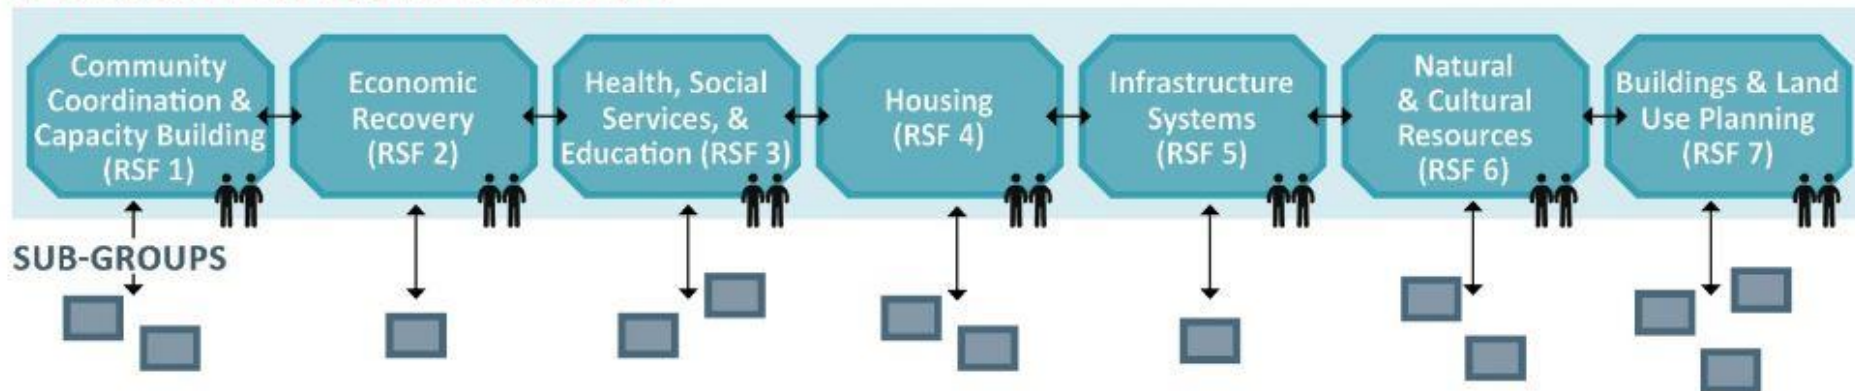 Community
Coordination &
Capacity Building
(RSF 1)
Economic
Recovery
(RSF 2)
Health, Social
Services, &
Education (RSF 3)
Housing
(RSF 4)
Infrastructure
Systems
(RSF 5)
Natural
& Cultural
Resources
(RSF 6)
Buildings & Land
Use Planning
(RSF 7)
SUB-GROUPS